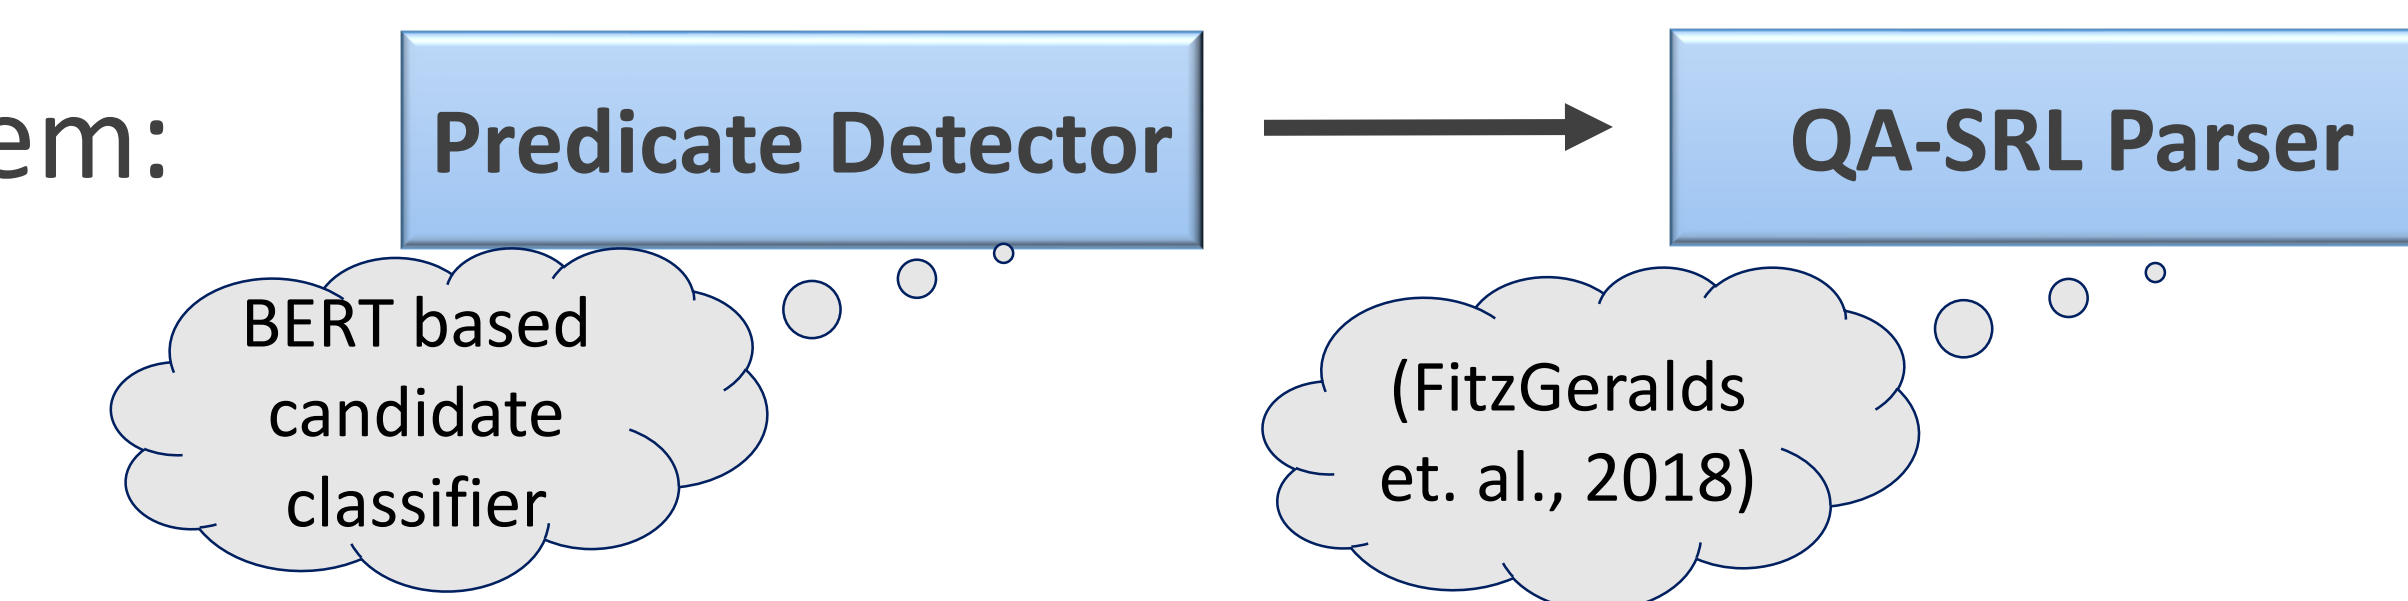 em:
Predicate Detector
QA-SRL Parser
BERT based
candidate
classifier
(FitzGeralds
et. al., 2018)